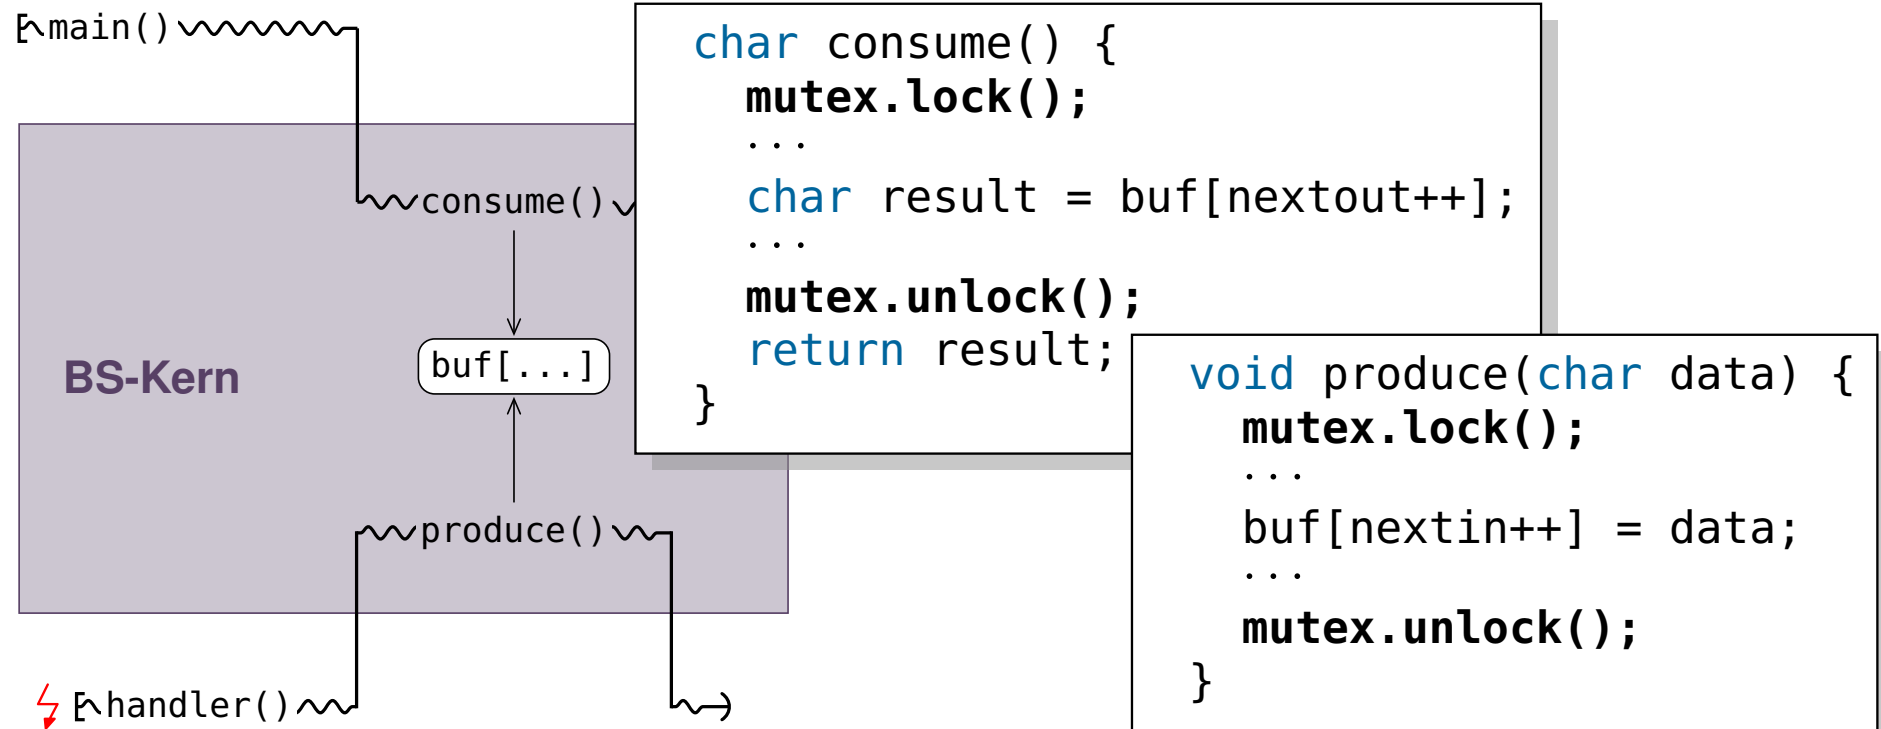 main()
char consume() {
mutex.lock();
...
char result = buf[nextout++];
...
mutex.unlock();
return result;
}
consume()
BS-Kern
buf[...]
produce()
handler()
void produce(char data) {
mutex.lock();
...
buf[nextin++] = data;
...
mutex.unlock();
}